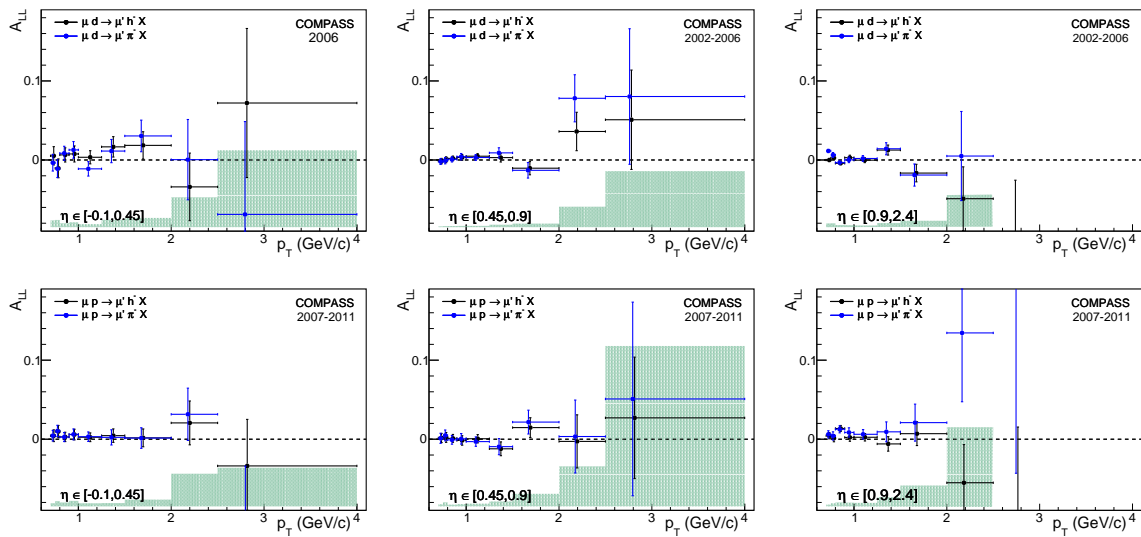 A_LL
μ d → μ' h⁻ X
μ d → μ' π⁻ X
COMPASS
2006
0.1
0
η ∈ [-0.1,0.45]
1 2 3 4
p_T (GeV/c)
A_LL
μ d → μ' h⁻ X
μ d → μ' π⁻ X
COMPASS
2002-2006
0.1
0
η ∈ [0.45,0.9]
1 2 3 4
p_T (GeV/c)
A_LL
μ d → μ' h⁻ X
μ d → μ' π⁻ X
COMPASS
2002-2006
0.1
0
η ∈ [0.9,2.4]
1 2 3 4
p_T (GeV/c)
A_LL
μ p → μ' h⁻ X
μ p → μ' π⁻ X
COMPASS
2007-2011
0.1
0
η ∈ [-0.1,0.45]
1 2 3 4
p_T (GeV/c)
A_LL
μ p → μ' h⁻ X
μ p → μ' π⁻ X
COMPASS
2007-2011
0.1
0
η ∈ [0.45,0.9]
1 2 3 4
p_T (GeV/c)
A_LL
μ p → μ' h⁻ X
μ p → μ' π⁻ X
COMPASS
2007-2011
0.1
0
η ∈ [0.9,2.4]
1 2 3 4
p_T (GeV/c)